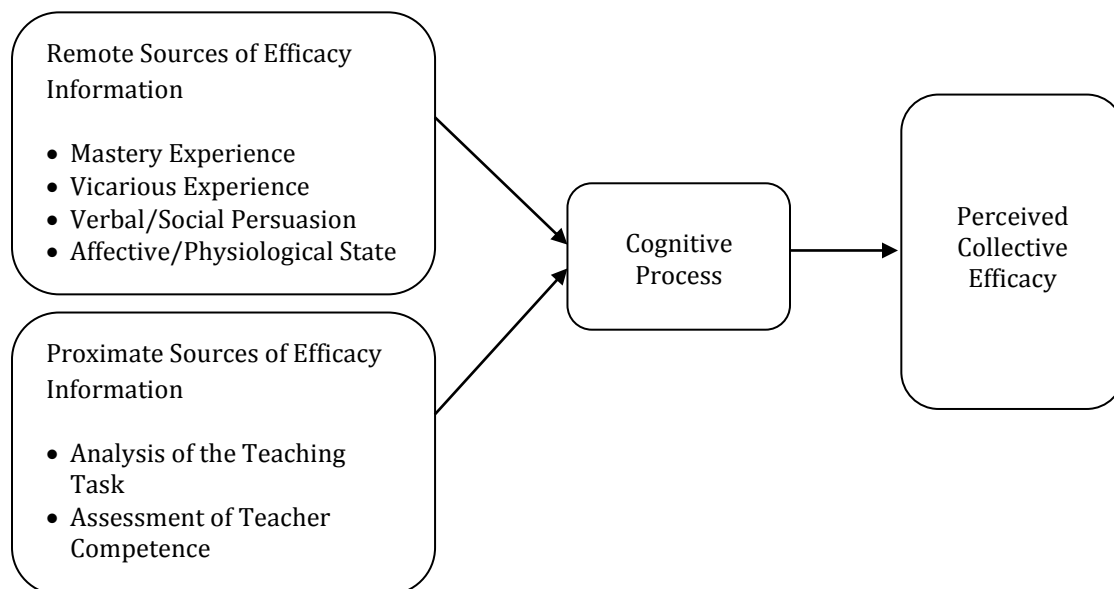 Remote Sources of Efficacy
Information
• Mastery Experience
• Vicarious Experience
• Verbal/Social Persuasion
• Affective/Physiological State
Proximate Sources of Efficacy
Information
• Analysis of the Teaching
Task
• Assessment of Teacher
Competence
Cognitive
Process
Perceived
Collective
Efficacy